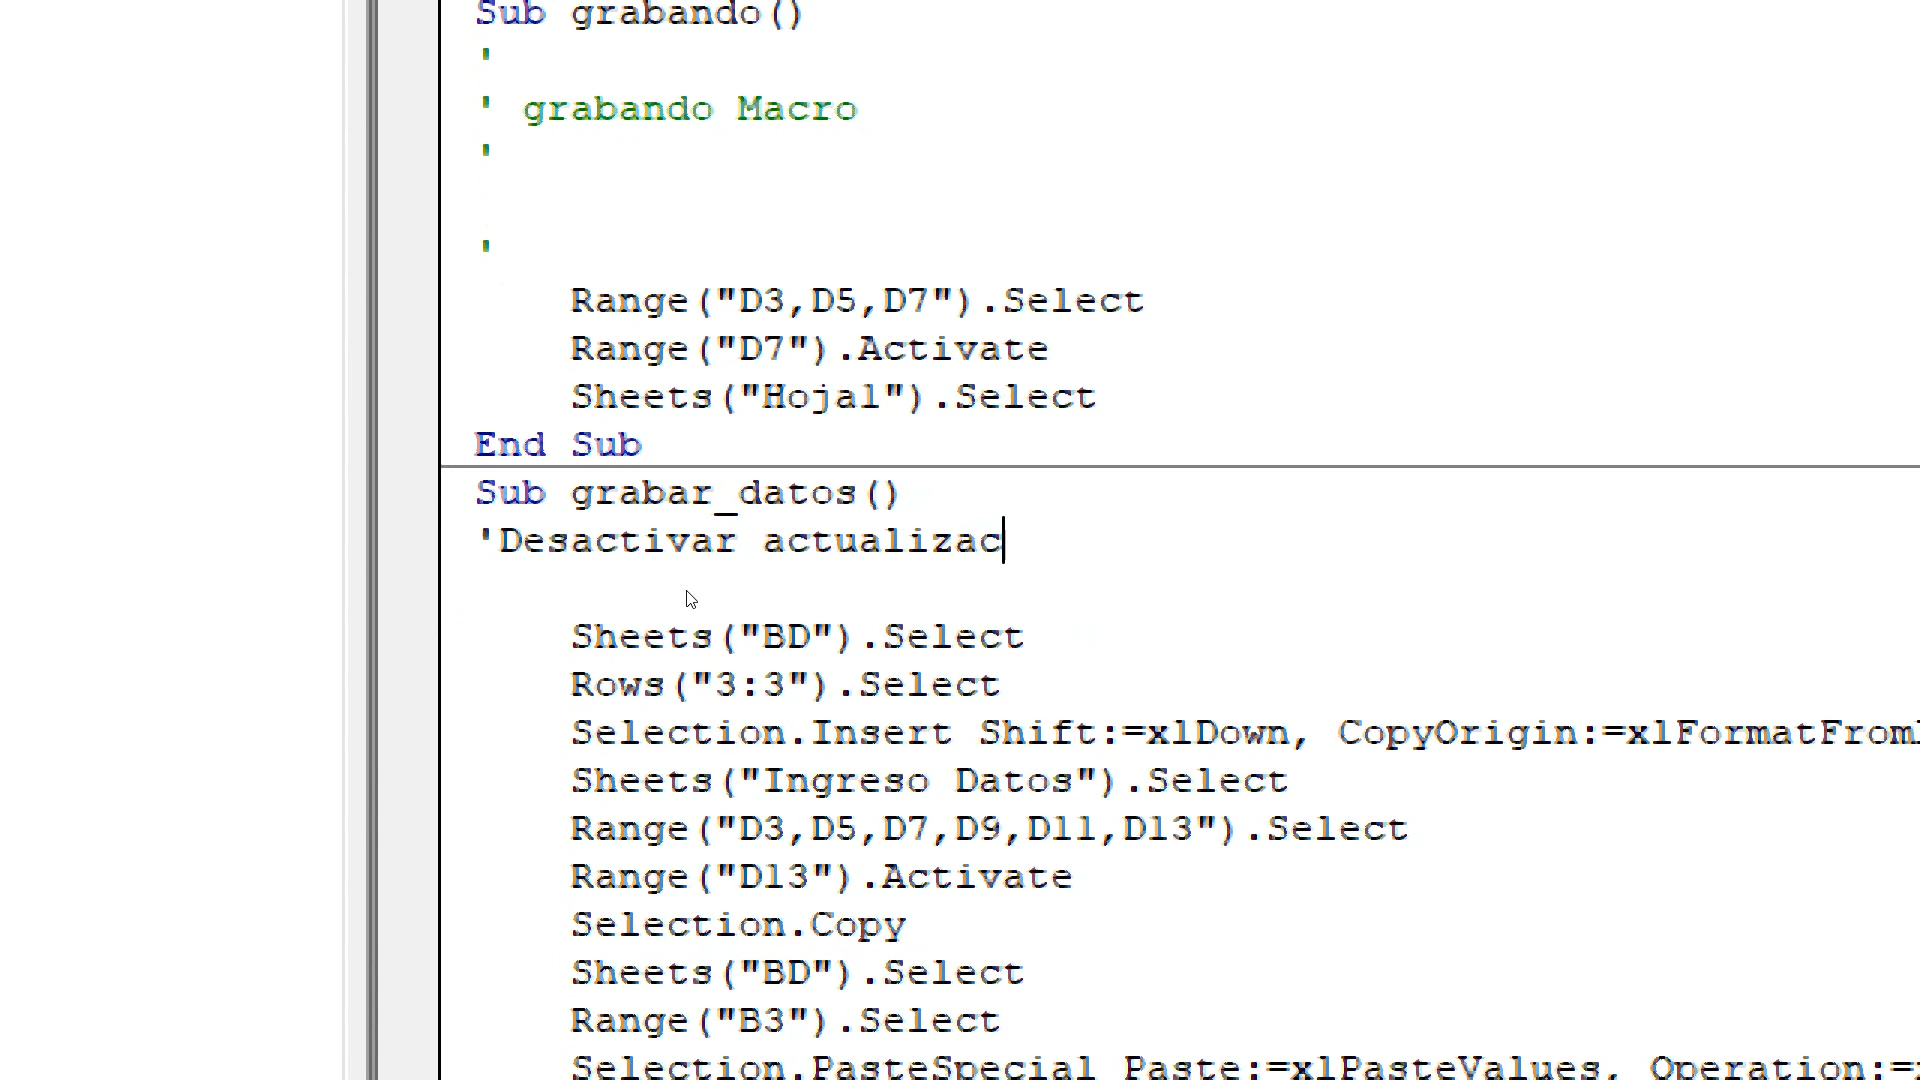 Sub grabando()
'
' grabando Macro
'
'
Range("D3,D5,D7").Select
Range("D7").Activate
Sheets("Hoja1").Select
End Sub
Sub grabar_datos()
'Desactivar actualizac
Sheets("BD").Select
Rows("3:3").Select
Selection.Insert Shift:=xlDown, CopyOrigin:=xlFormatFrom
Sheets("Ingreso Datos").Select
Range("D3,D5,D7,D9,D11,D13").Select
Range("D13").Activate
Selection.Copy
Sheets("BD").Select
Range("B3").Select
Selection.PasteSpecial Paste:=xlPasteValues, Operation:=